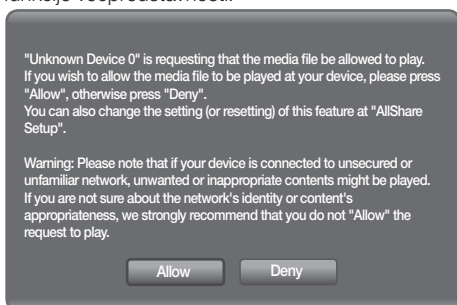 funkcije večpredstavnosti.
"Unknown Device 0" is requesting that the media file be allowed to play.
If you wish to allow the media file to be played at your device, please press
"Allow", otherwise press "Deny".
You can also change the setting (or resetting) of this feature at "AllShare
Setup".
Warning: Please note that if your device is connected to unsecured or
unfamiliar network, unwanted or inappropriate contents might be played.
If you are not sure about the network's identity or content's
appropriateness, we strongly recommend that you do not "Allow" the
request to play.
Allow Deny